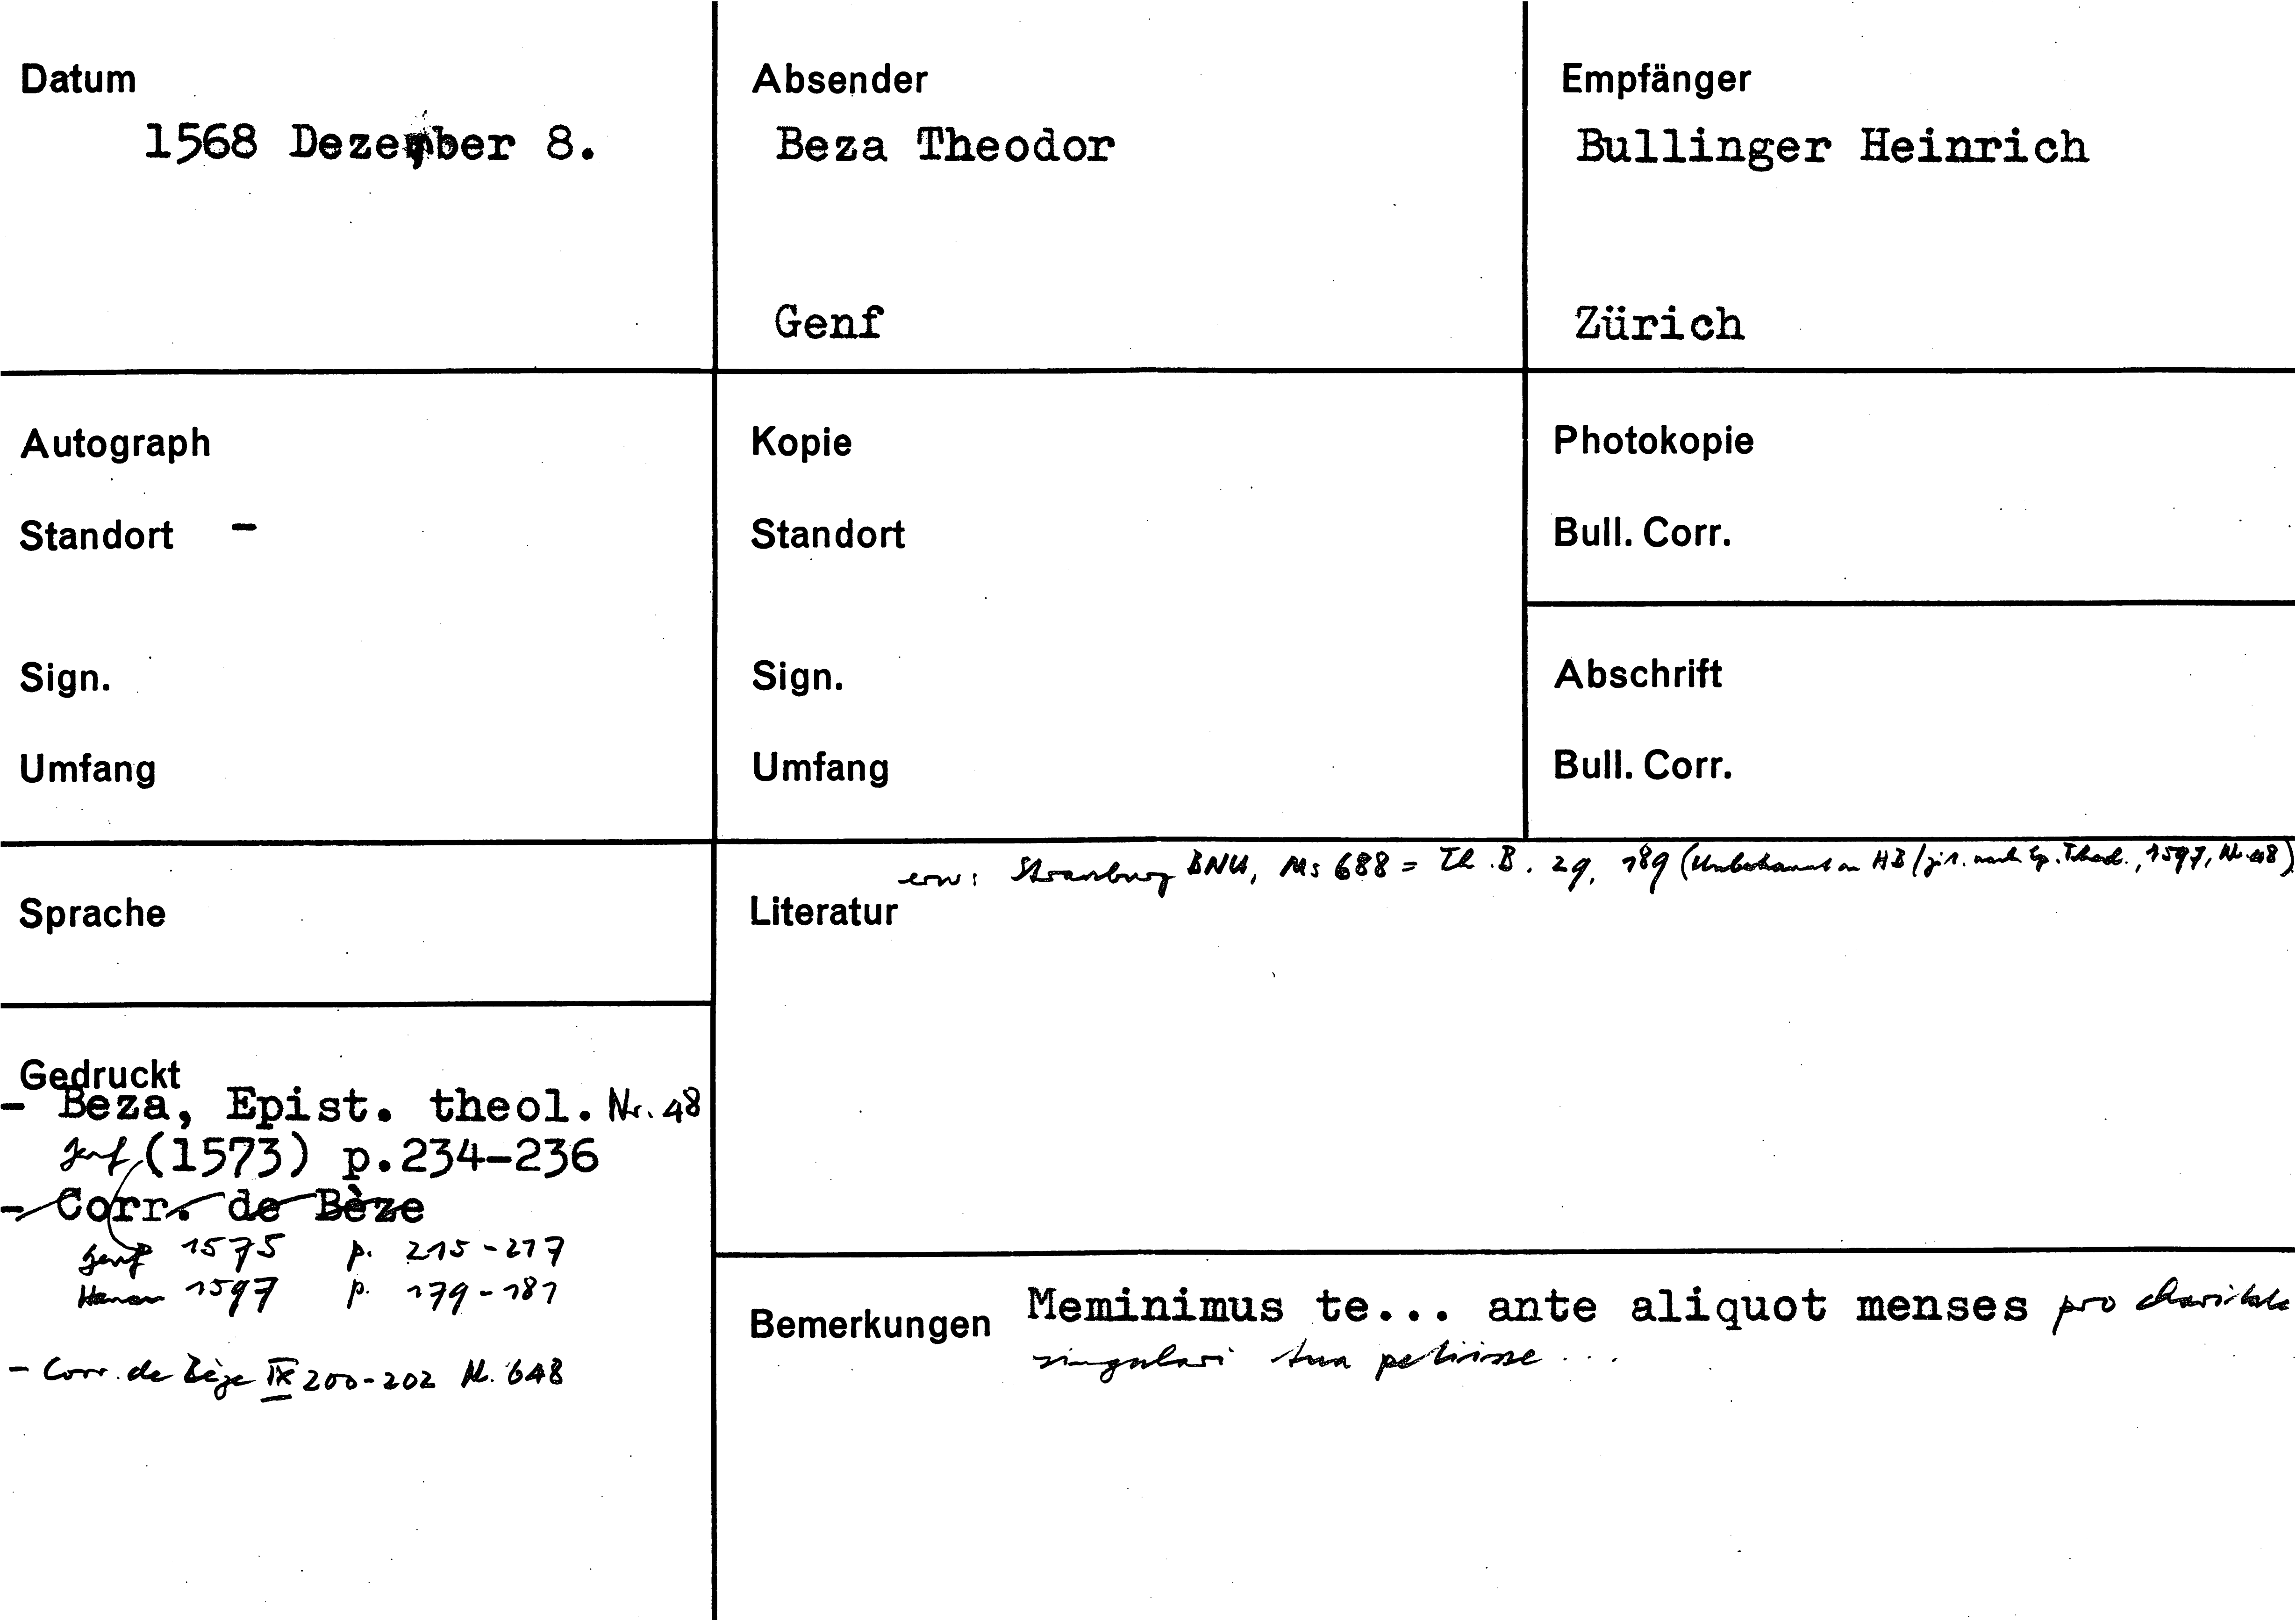 Datum
1568 Dezember 8.
Absender
Beza Theodor
Genf
Empfänger
Bullinger Heinrich
Zürich
Autograph
Standort -
Sign.
Umfang
Kopie
Standort
Sign.
Umfang
Photokopie
Bull. Corr.
Abschrift
Bull. Corr.
Sprache
Gedruckt
- Beza, Epist. theol. Nr. 48
Genf (1573) p.234-236
- Corr. de Bèze
Genf 1575 p. 215-217
Hanau 1597 p. 179-181
- Corr. de Bèze IX 200-202 Nr. 648
erw: Strassburg BNU, Ms 688 = Th. B. 29, 189 (Unbekannt an HB / zit. nach Ep. Theol., 1597, Nr. 48)
Literatur
Bemerkungen Meminimus te... ante aliquot menses pro charitate
singulari tua petiisse ...